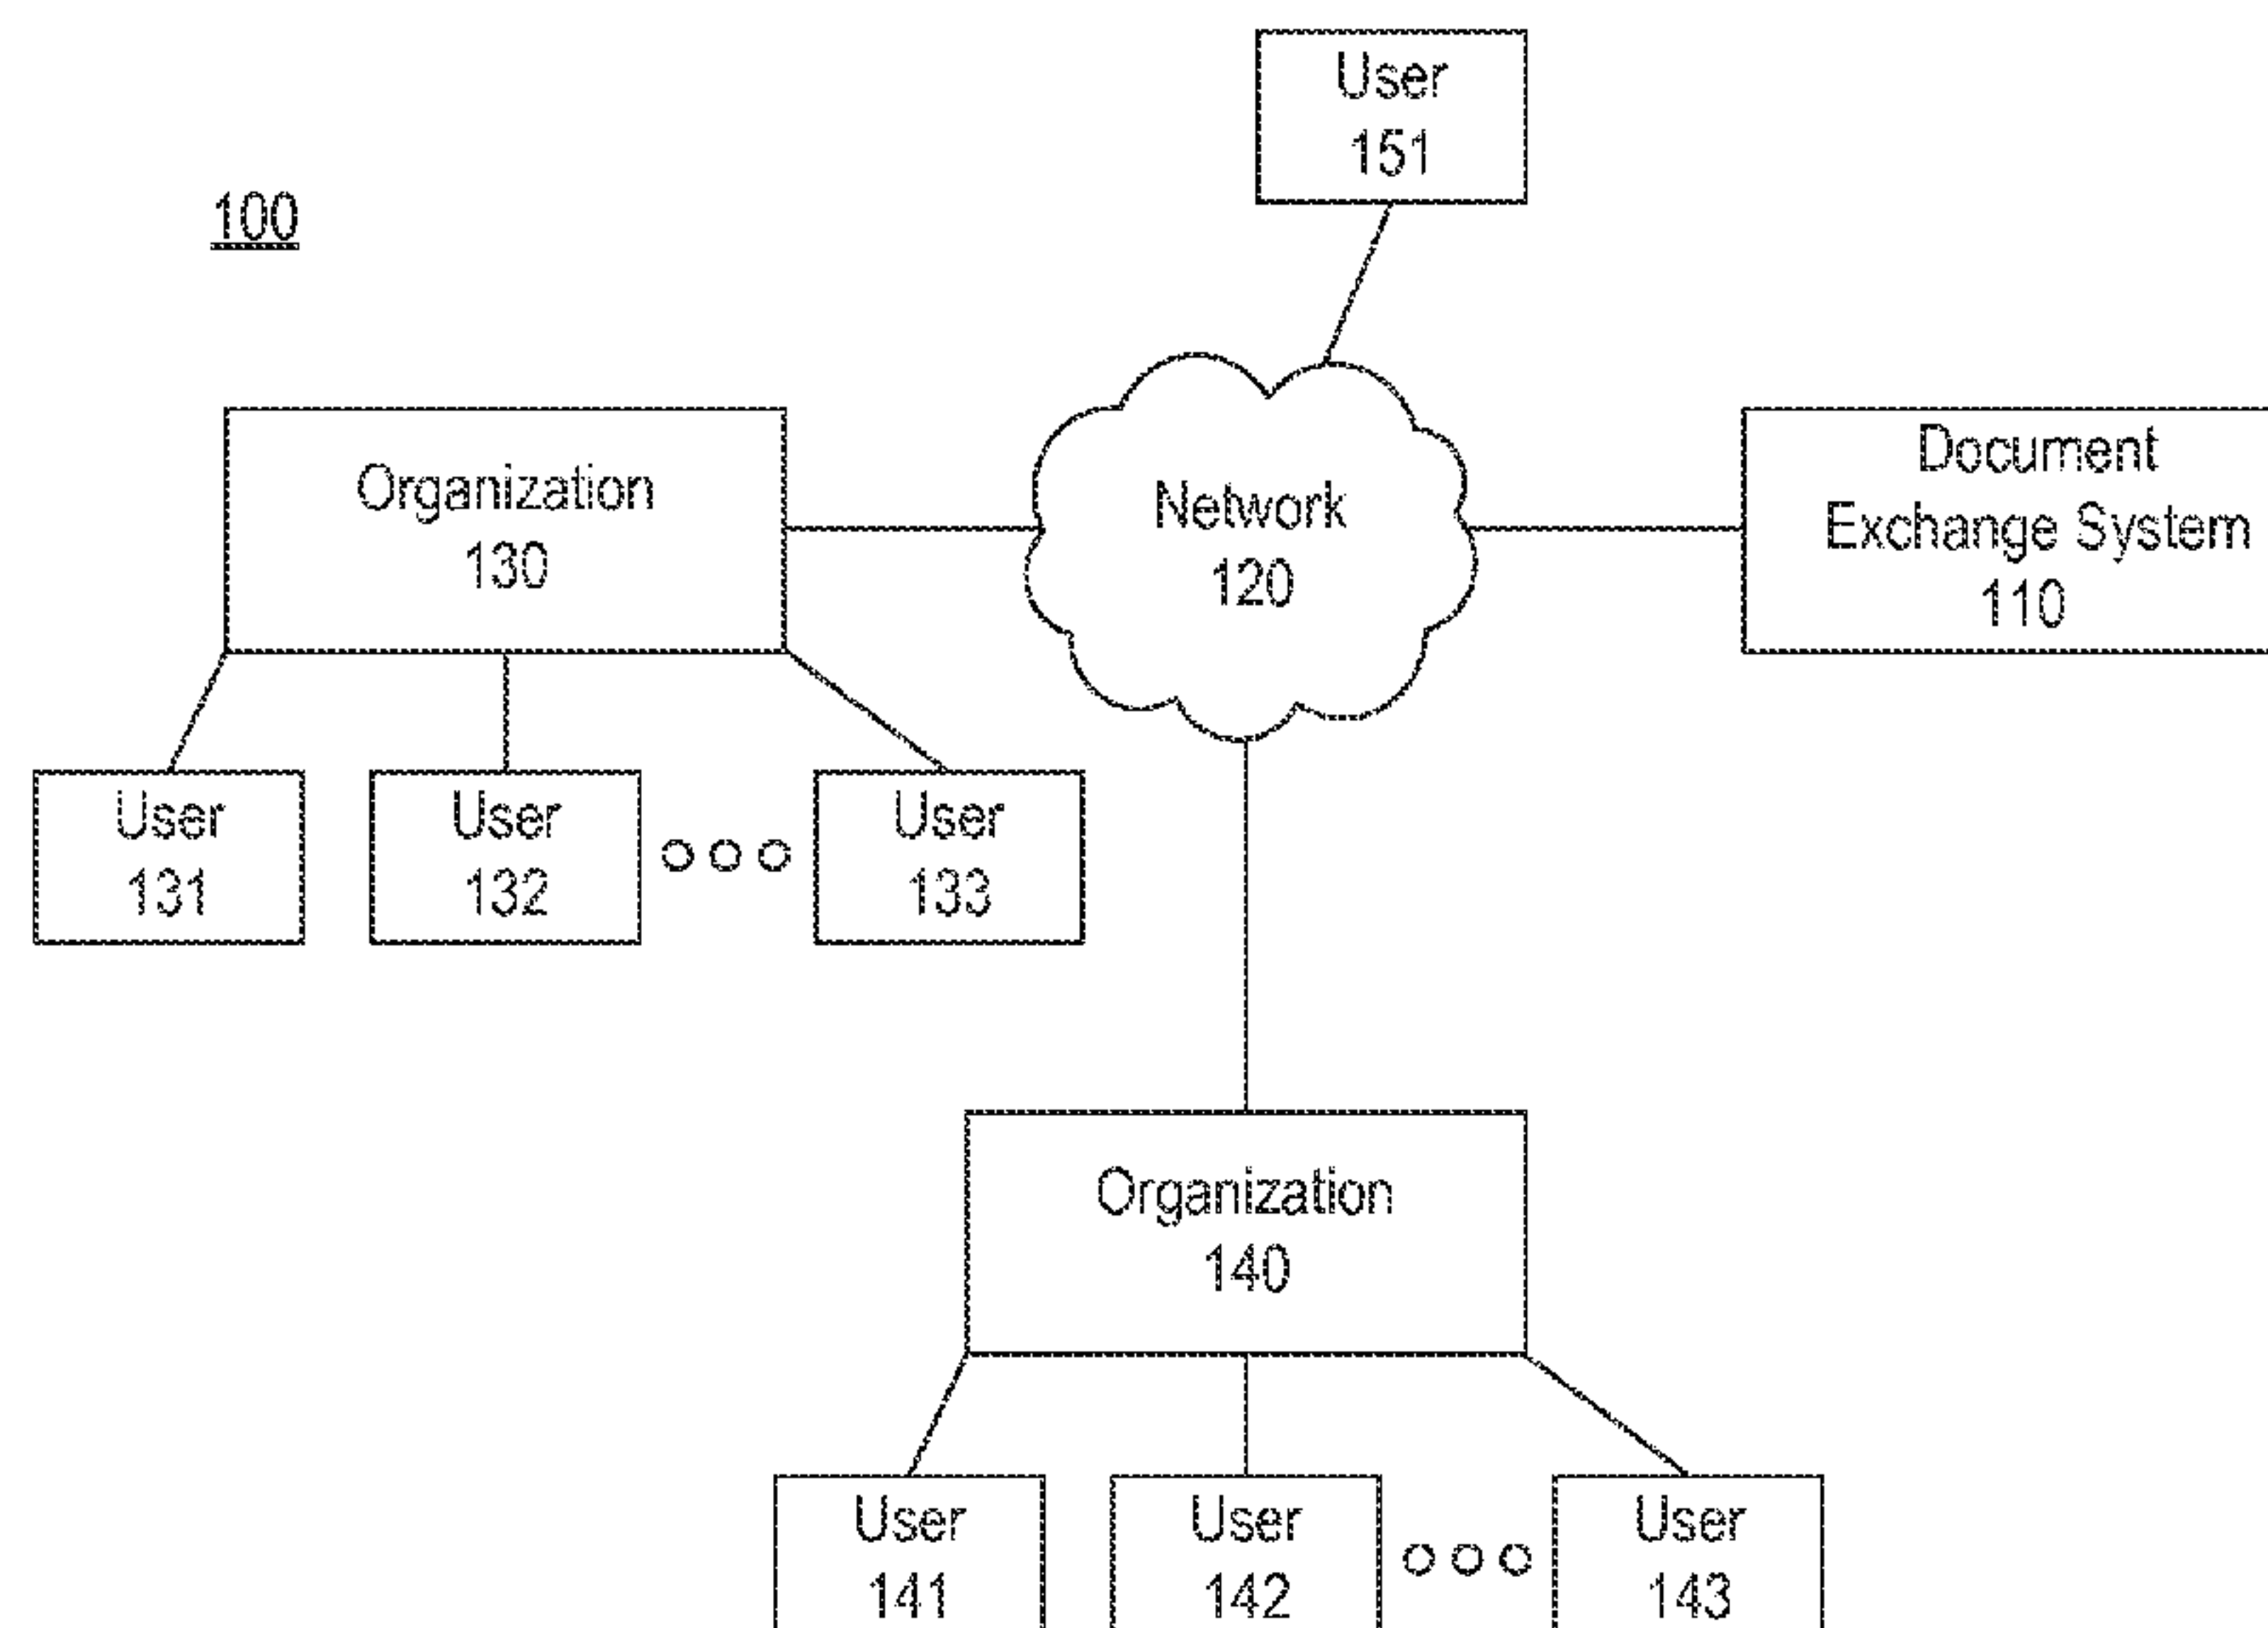 User
151
100
Organization
130
Network
120
Document
Exchange System
110
User
131
User
132
User
133
Organization
140
User
141
User
142
User
143